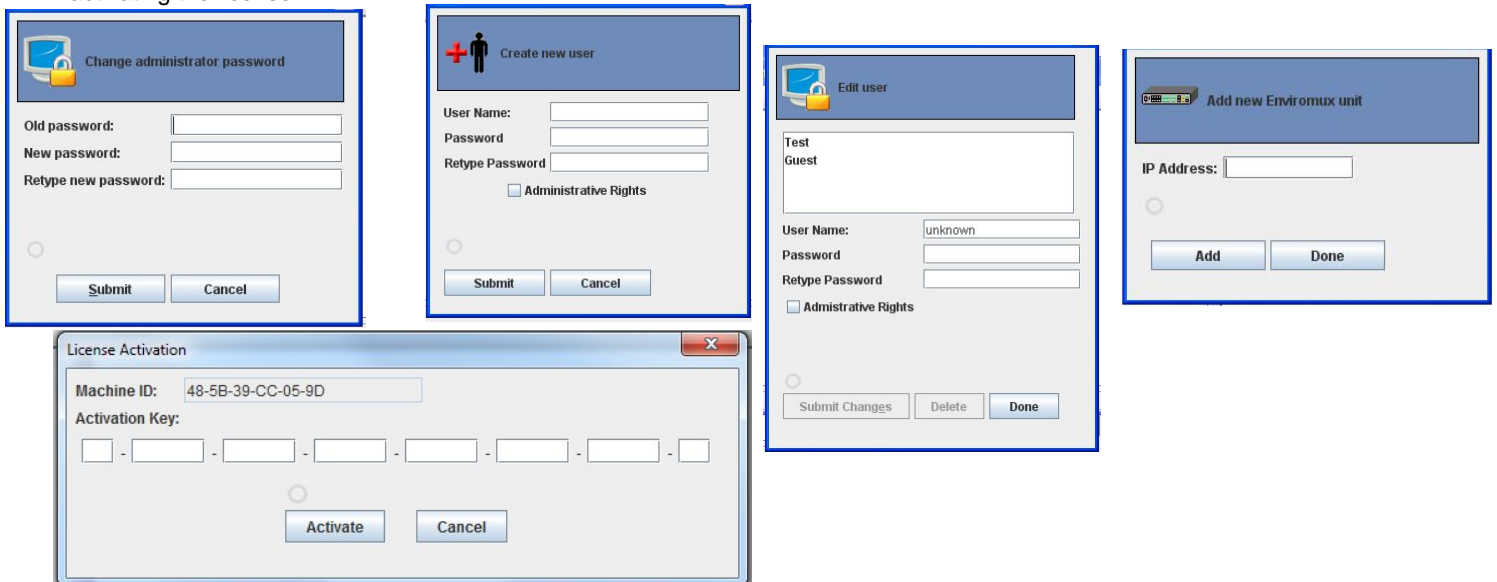 activating the license
Change administrator password
Old password:
New password:
Retype new password:
Submit Cancel
Create new user
User Name:
Password
Retype Password
Administrative Rights
Submit Cancel
Edit user
Test
Guest
User Name: unknown
Password
Retype Password
Admistrative Rights
Submit Changes Delete Done
Add new Enviromux unit
IP Address:
Add Done
License Activation
Machine ID: 48-5B-39-CC-05-9D
Activation Key:
- - - - - - -
Activate Cancel